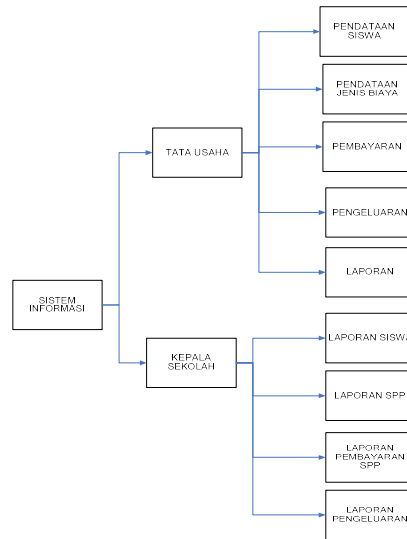 PENDATAAN
SISWA
PENDATAAN
JENIS BIAYA
TATA USAHA
PEMBAYARAN
PENGELUARAN
LAPORAN
SISTEM
INFORMASI
KEPALA
SEKOLAH
LAPORAN SISWA
LAPORAN SPP
LAPORAN
PEMBAYARAN
SPP
LAPORAN
PENGELUARAN